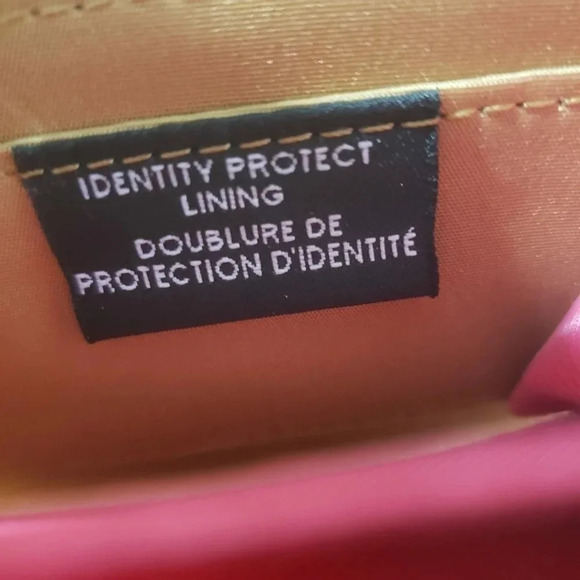 IDENTITY PROTECT
LINING
DOUBLURE DE
PROTECTION D'IDENTITÉ